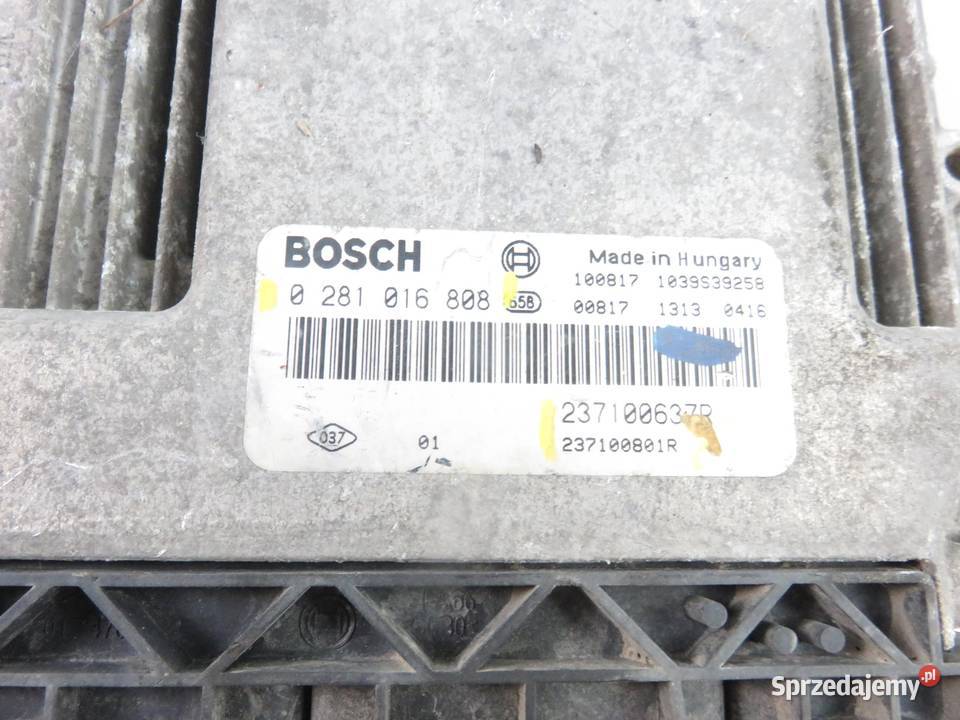 BOSCH
Made in Hungary
100817 1039S39258
0 281 016 808 65B
00817 1313 0416
237100637R
037
01
237100801R
Sprzedajemy.pl